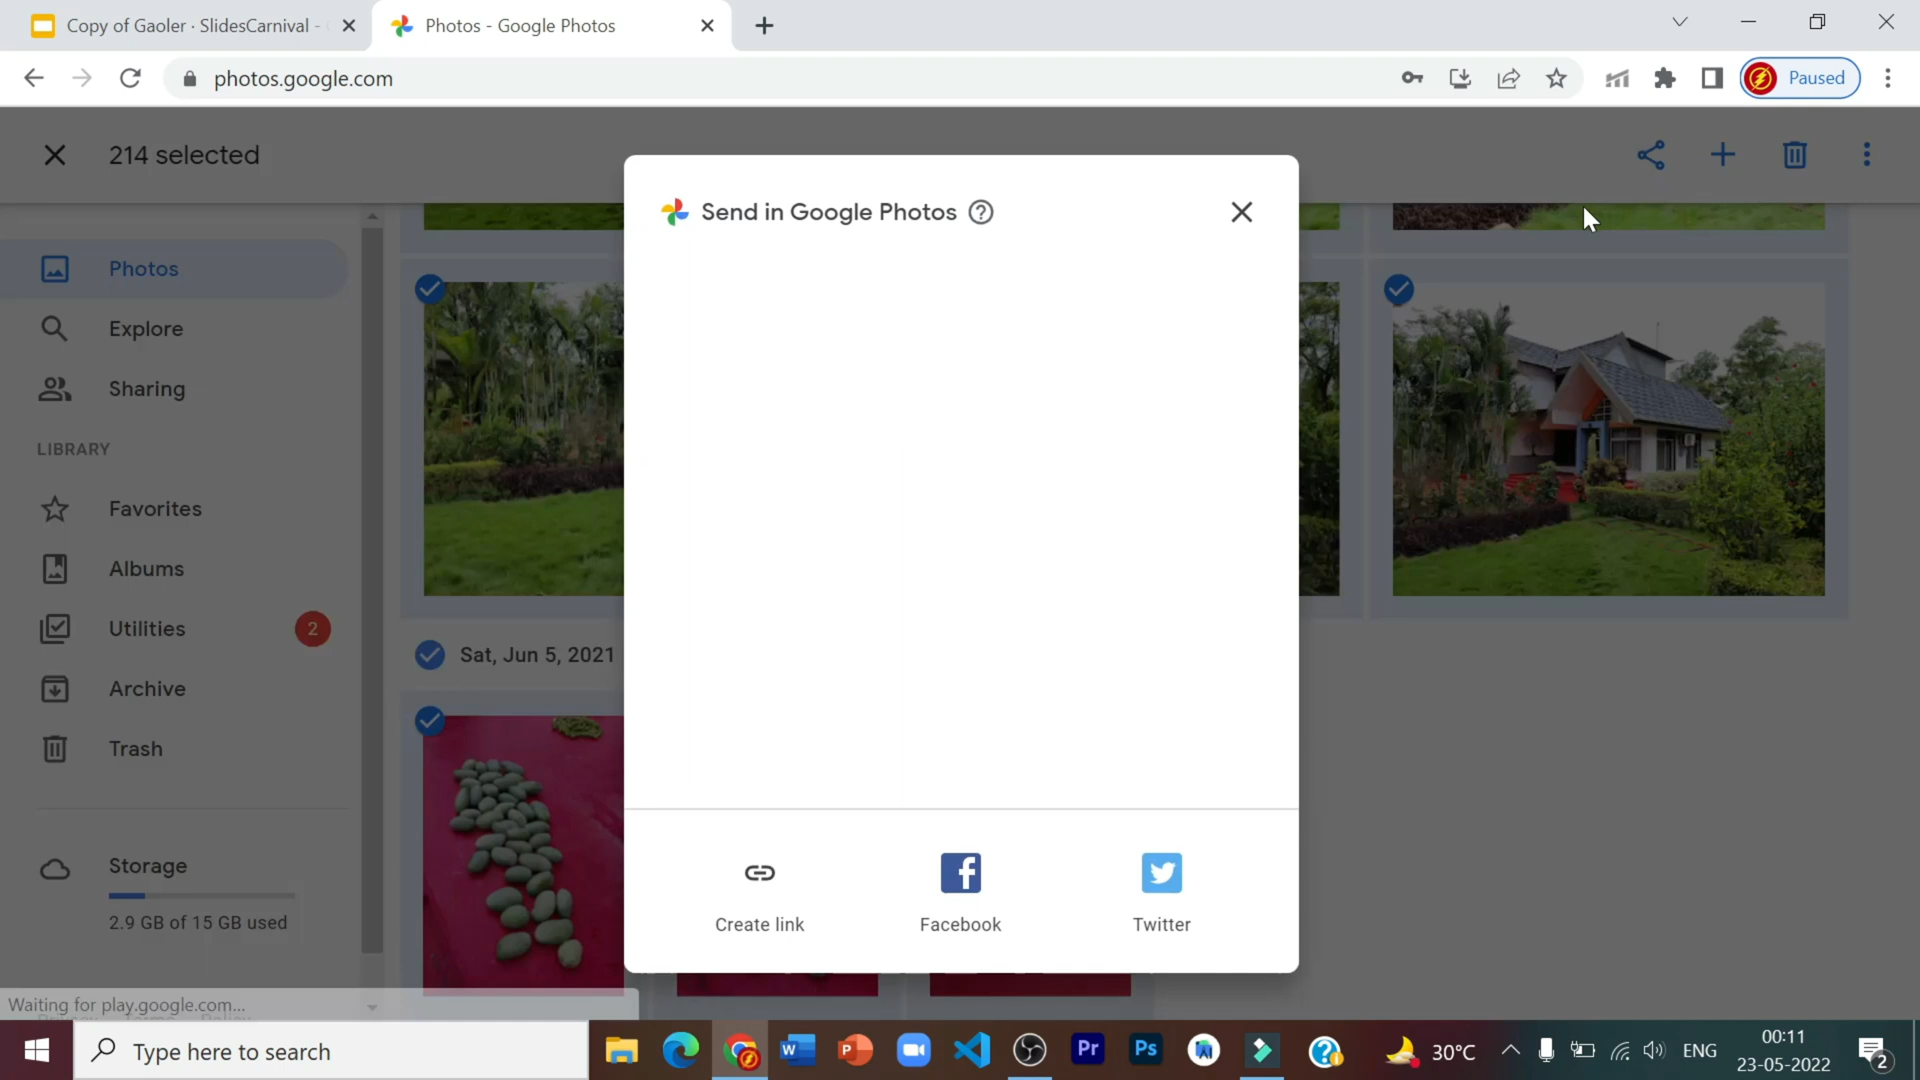 Copy of Gaoler · SlidesCarnival -
Photos - Google Photos
photos.google.com
Paused
214 selected
Send in Google Photos
Photos
Explore
Sharing
LIBRARY
Favorites
Albums
Utilities
2
Sat, Jun 5, 2021
Archive
Trash
Storage
2.9 GB of 15 GB used
Create link
Facebook
Twitter
Waiting for play.google.com...
Type here to search
30°C
ENG
00:11
23-05-2022
2
W
P
Pr
Ps